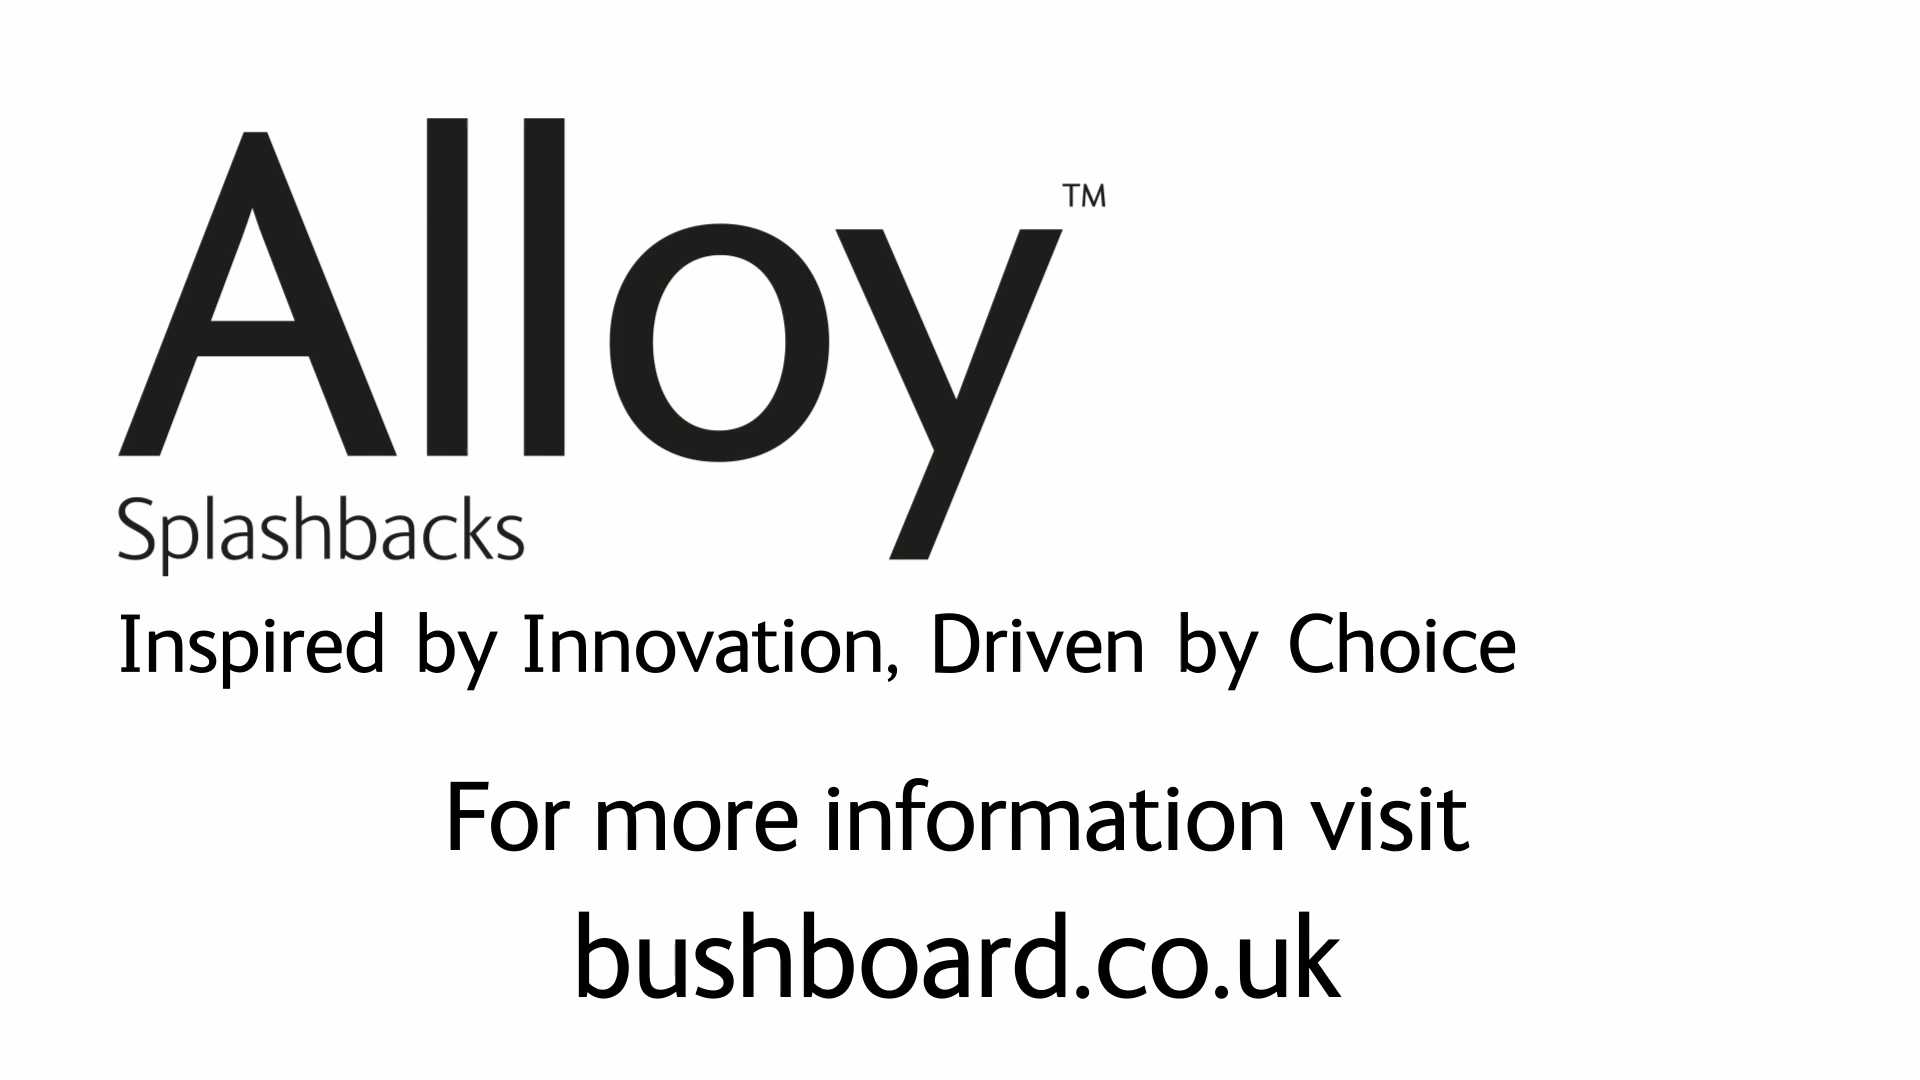 Alloy™
Splashbacks
Inspired by Innovation, Driven by Choice
For more information visit
bushboard.co.uk